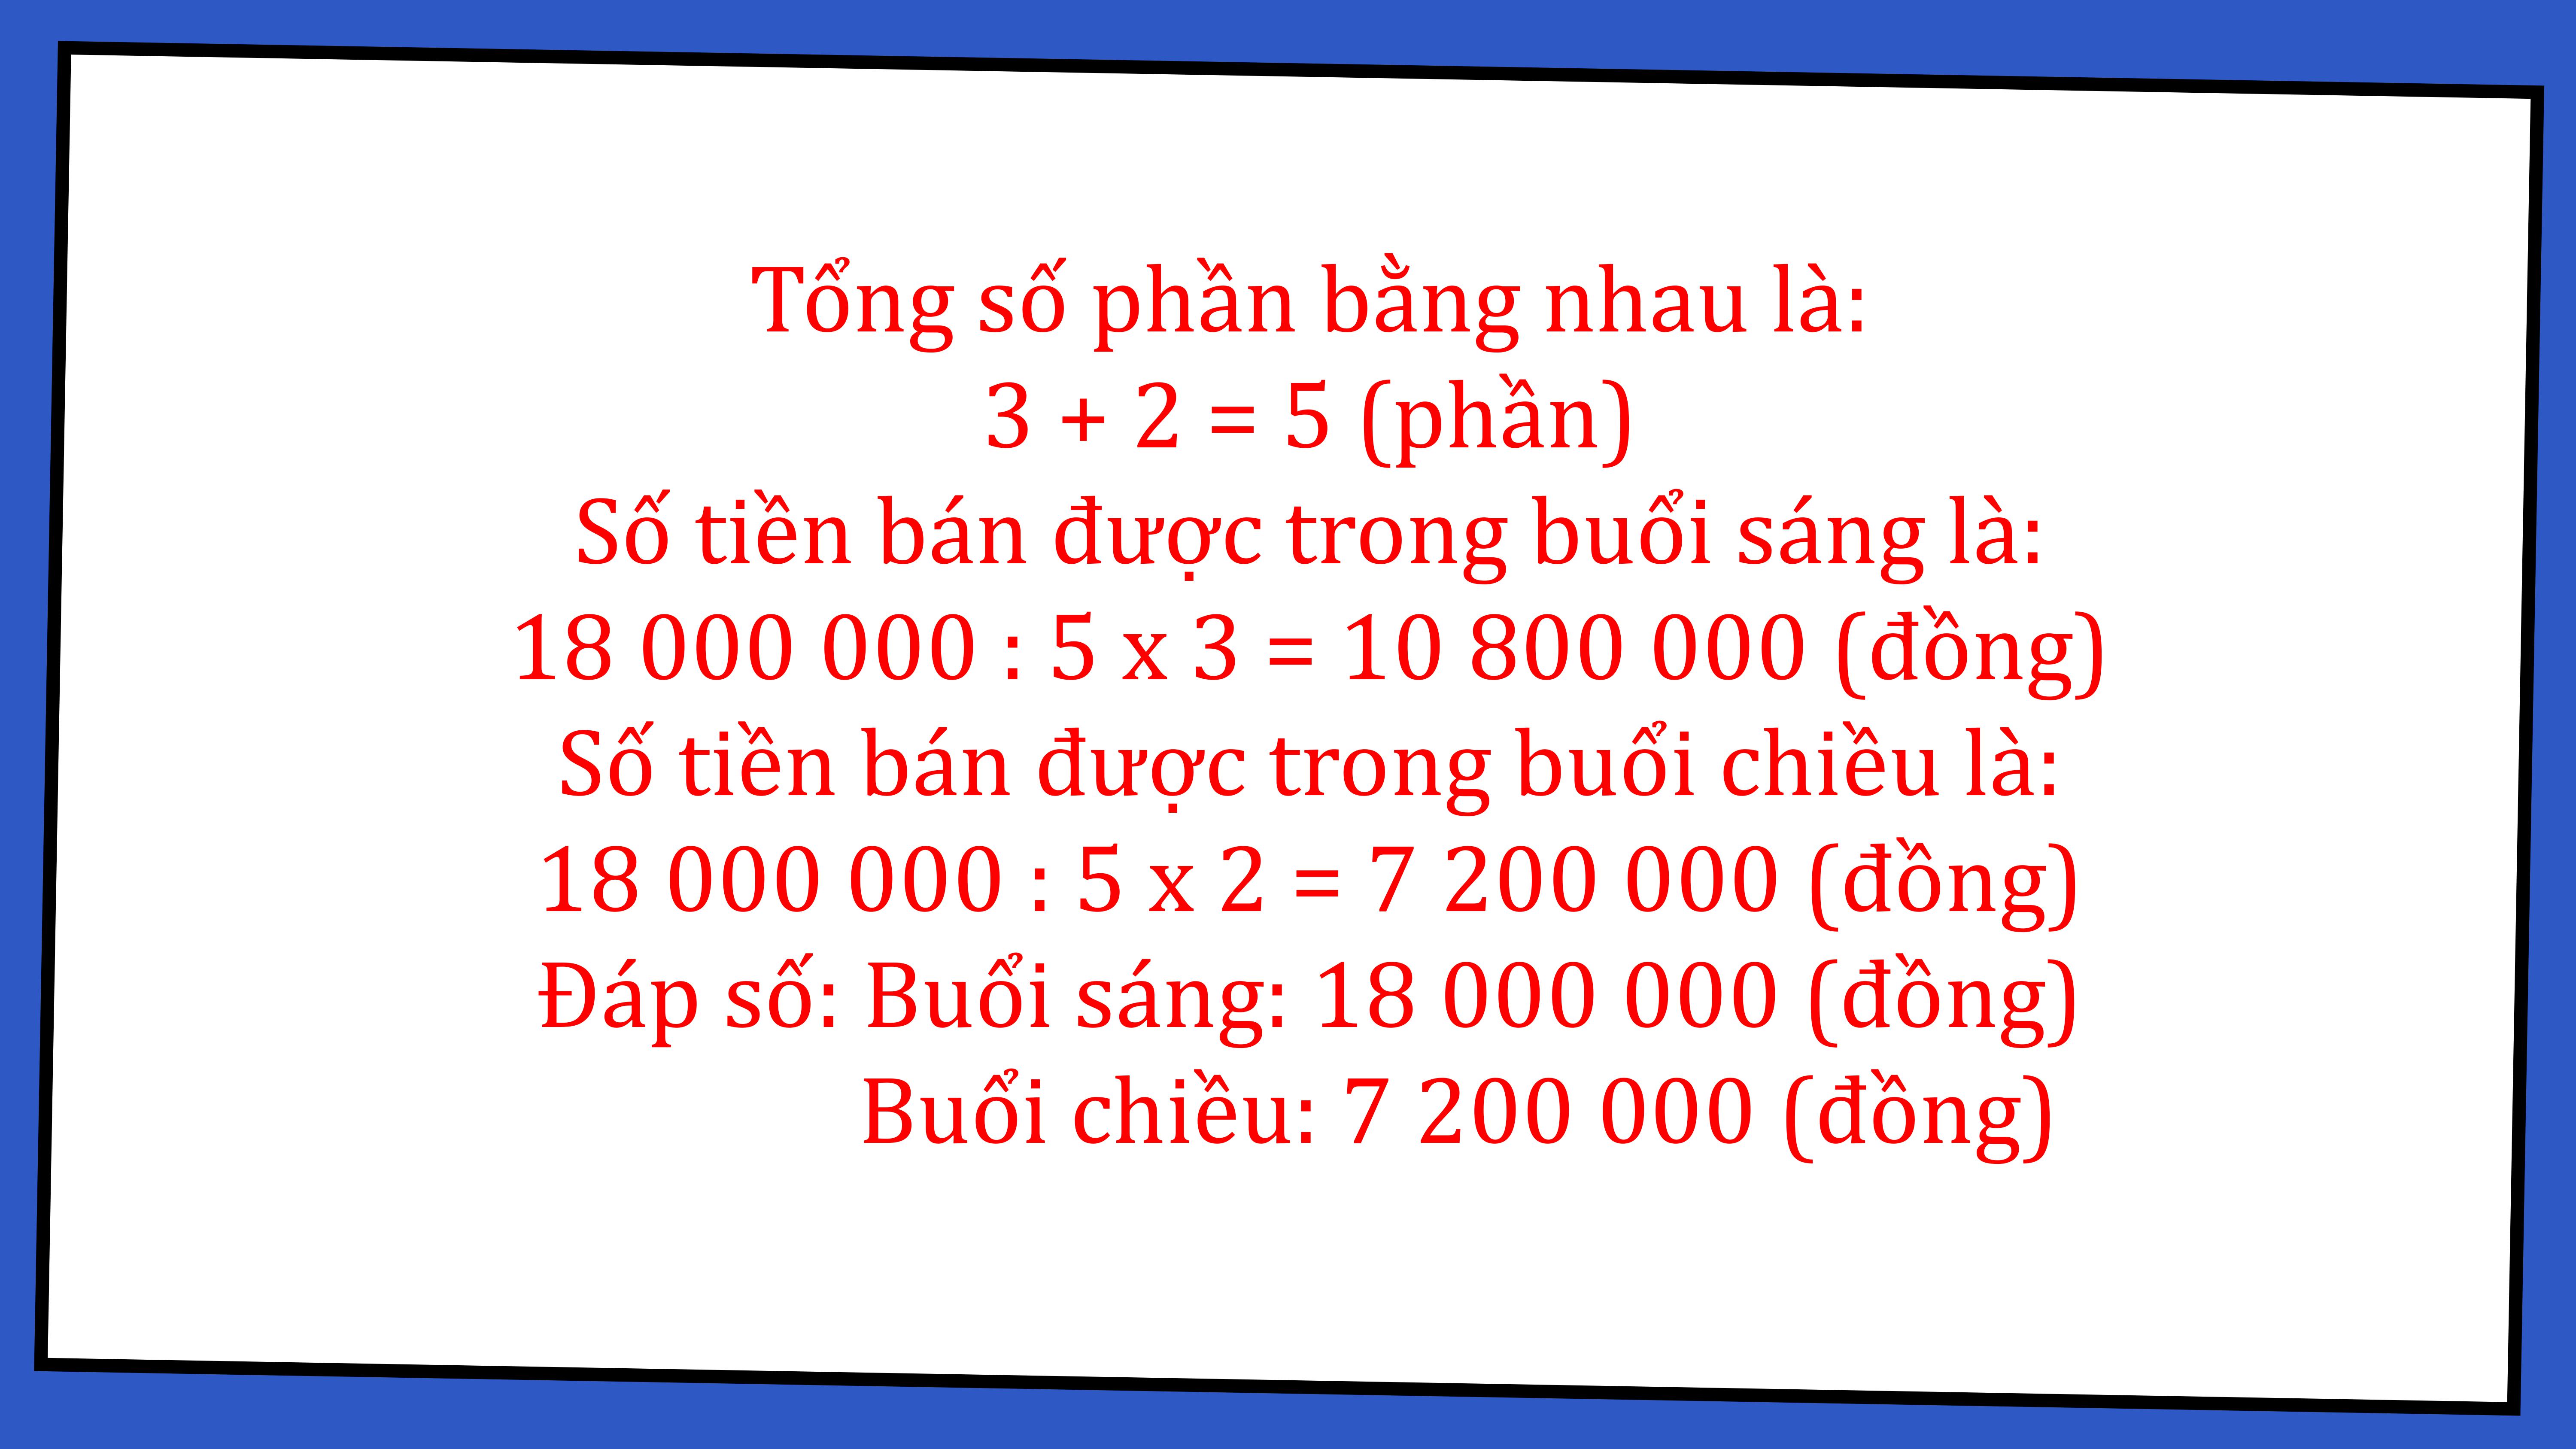 Tổng số phần bằng nhau là:
3 + 2 = 5 (phần)
Số tiền bán được trong buổi sáng là:
18 000 000 : 5 x 3 = 10 800 000 (đồng)
Số tiền bán được trong buổi chiều là:
18 000 000 : 5 x 2 = 7 200 000 (đồng)
Đáp số: Buổi sáng: 18 000 000 (đồng)
Buổi chiều: 7 200 000 (đồng)